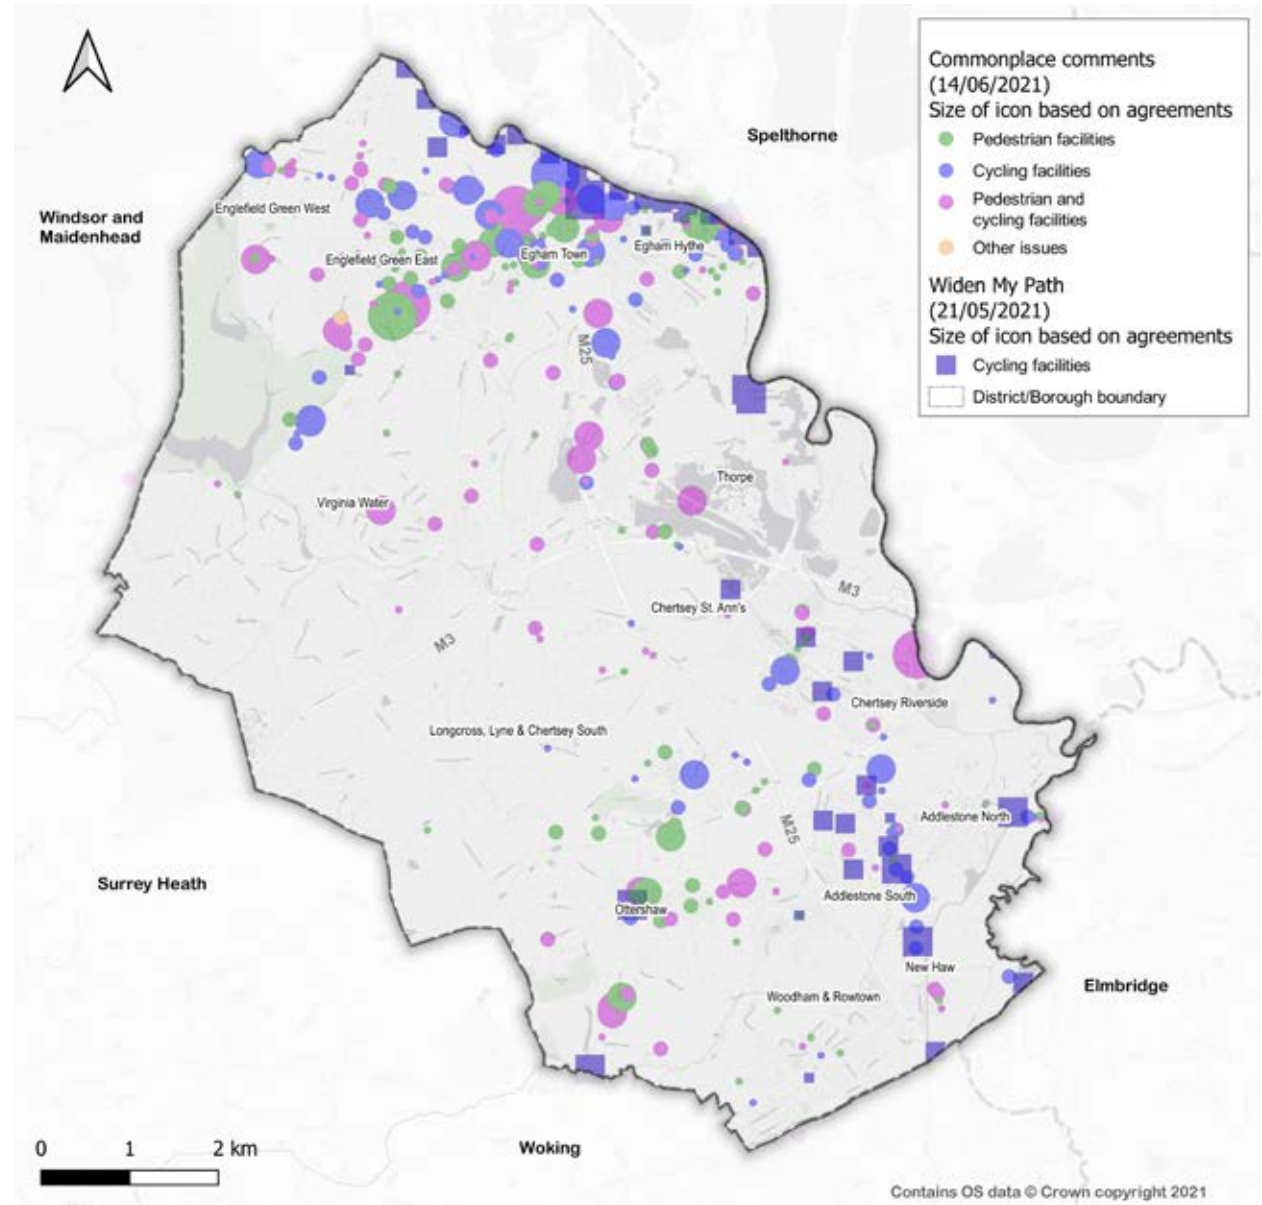 Commonplace comments
(14/06/2021)
Size of icon based on agreements
Pedestrian facilities
Cycling facilities
Pedestrian and
cycling facilities
Other issues
Widen My Path
(21/05/2021)
Size of icon based on agreements
Cycling facilities
District/Borough boundary
Spelthorne
Windsor and
Maidenhead
Englefield Green West
Englefield Green East
Egham Town
Egham Hythe
M25
Thorpe
Virginia Water
M3
Chertsey St. Ann's
M3
Chertsey Riverside
Longcross, Lyne & Chertsey South
M25
Addlestone North
Surrey Heath
Addlestone South
Ottershaw
New Haw
Elmbridge
Woodham & Rowtown
0 1 2 km
Woking
Contains OS data © Crown copyright 2021